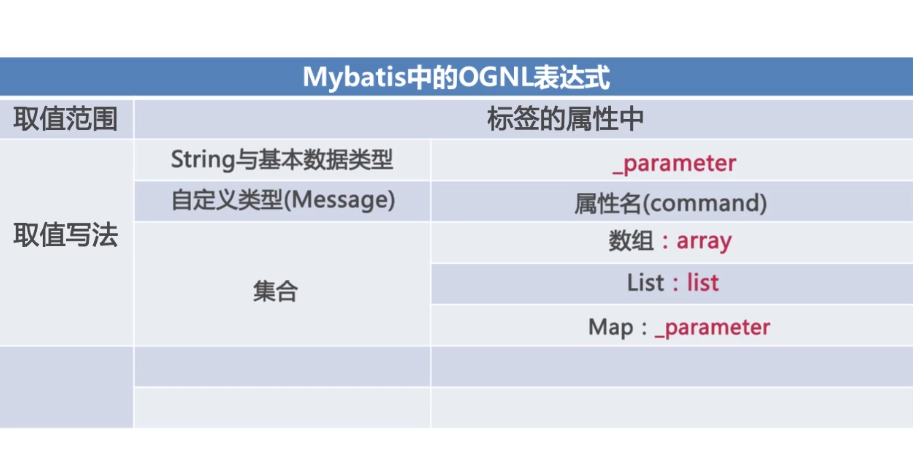 Mybatis中的OGNL表达式
取值范围
标签的属性中
取值写法
String与基本数据类型
_parameter
自定义类型(Message)
属性名(command)
集合
数组：array
List：list
Map：_parameter